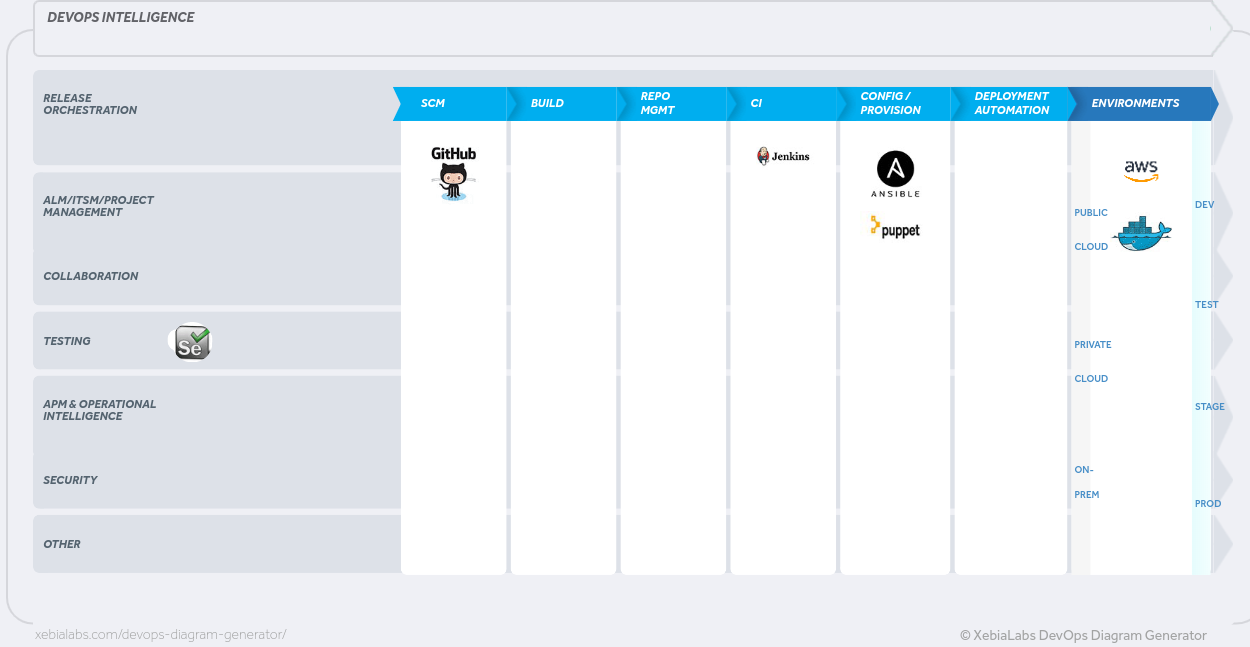 DEVOPS INTELLIGENCE
RELEASE
ORCHESTRATION
SCM
BUILD
REPO
MGMT
CI
CONFIG /
PROVISION
DEPLOYMENT
AUTOMATION
ENVIRONMENTS
GitHub
Jenkins
ANSIBLE
puppet
aws
ALM/ITSM/PROJECT
MANAGEMENT
PUBLIC
CLOUD
DEV
COLLABORATION
TEST
TESTING
Se
PRIVATE
CLOUD
APM & OPERATIONAL
INTELLIGENCE
STAGE
SECURITY
ON-
PREM
PROD
OTHER
xebialabs.com/devops-diagram-generator/
© XebiaLabs DevOps Diagram Generator